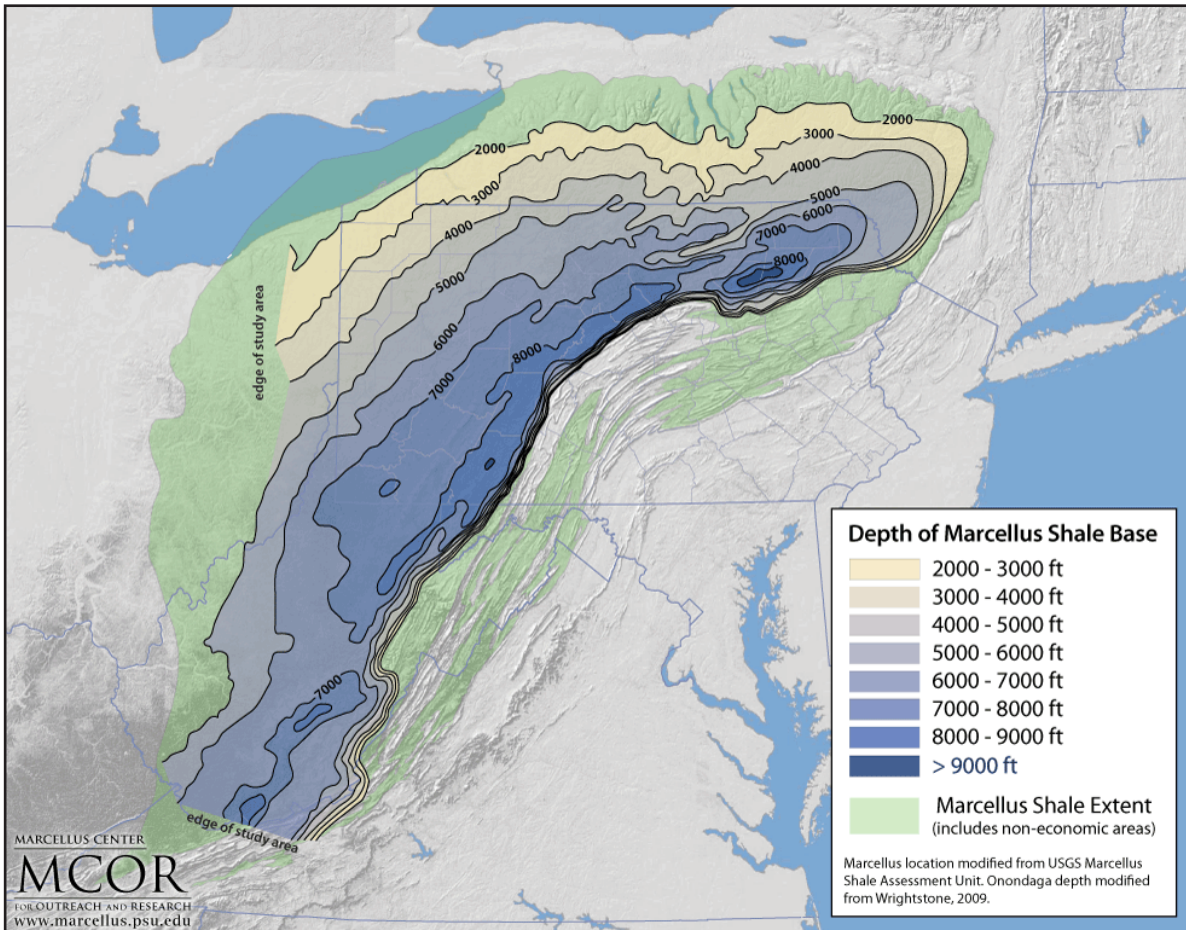 2000
2000
3000
4000
5000
6000
7000
8000
3000
2000
4000
5000
6000
7000
8000
7000
edge of study area
edge of study area
Depth of Marcellus Shale Base
2000 - 3000 ft
3000 - 4000 ft
4000 - 5000 ft
5000 - 6000 ft
6000 - 7000 ft
7000 - 8000 ft
8000 - 9000 ft
> 9000 ft
Marcellus Shale Extent
(includes non-economic areas)
Marcellus location modified from USGS Marcellus
Shale Assessment Unit. Onondaga depth modified
from Wrightstone, 2009.
MARCELLUS CENTER
MCOR
FOR OUTREACH AND RESEARCH
www.marcellus.psu.edu